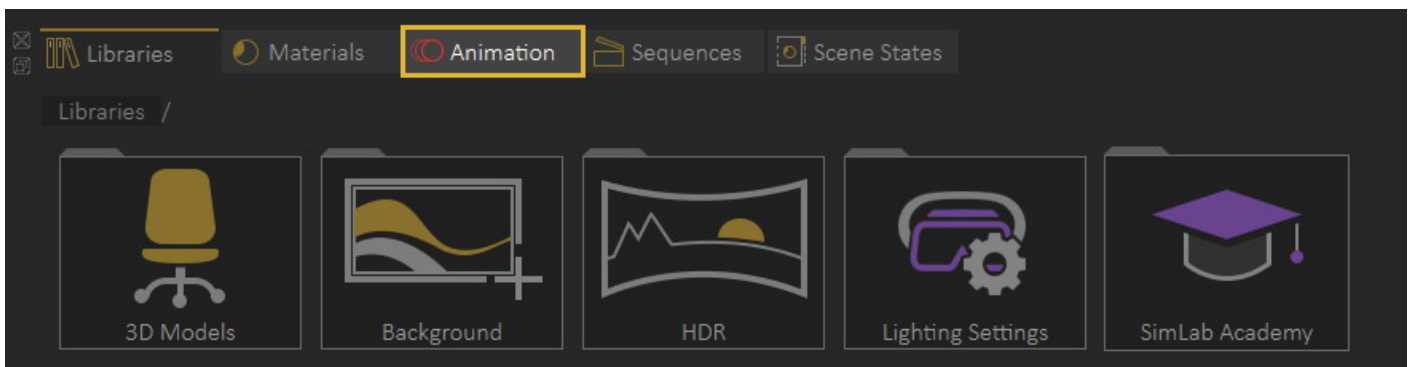 Libraries Materials Animation Sequences Scene States
Libraries /
3D Models Background HDR Lighting Settings SimLab Academy